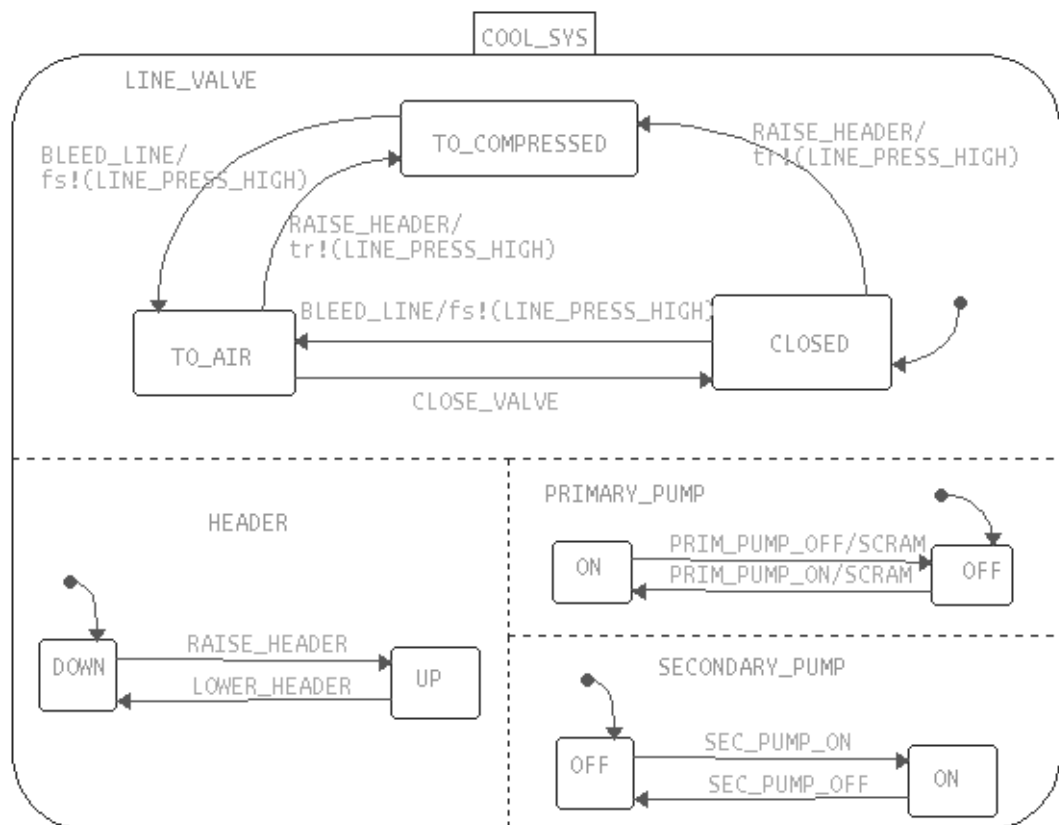 COOL_SYS
LINE_VALVE
TO_COMPRESSED
RAISE_HEADER/
tr!(LINE_PRESS_HIGH)
BLEED_LINE/
fs!(LINE_PRESS_HIGH)
RAISE_HEADER/
tr!(LINE_PRESS_HIGH)
BLEED_LINE/fs!(LINE_PRESS_HIGH)
TO_AIR
CLOSED
CLOSE_VALVE
HEADER
DOWN
RAISE_HEADER
LOWER_HEADER
UP
PRIMARY_PUMP
ON
PRIM_PUMP_OFF/SCRAM
PRIM_PUMP_ON/SCRAM
OFF
SECONDARY_PUMP
OFF
SEC_PUMP_ON
SEC_PUMP_OFF
ON